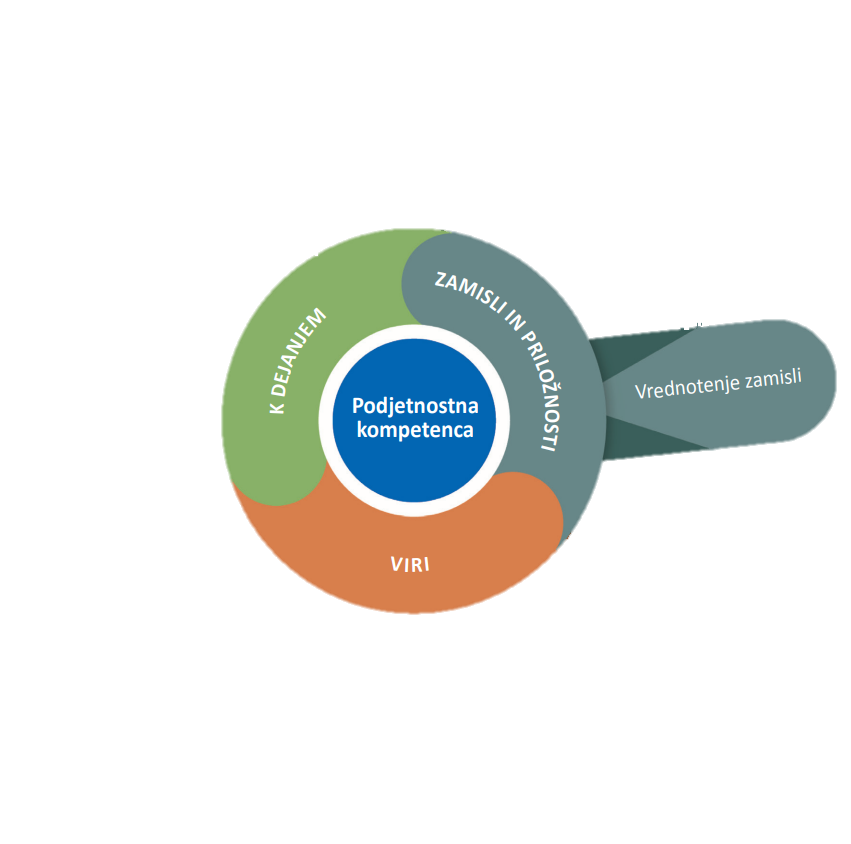 ZAMISLI IN PRILOŽNOSTI
K DEJANJEM
Vrednotenje zamisli
Podjetnostna
kompetenca
VIRI